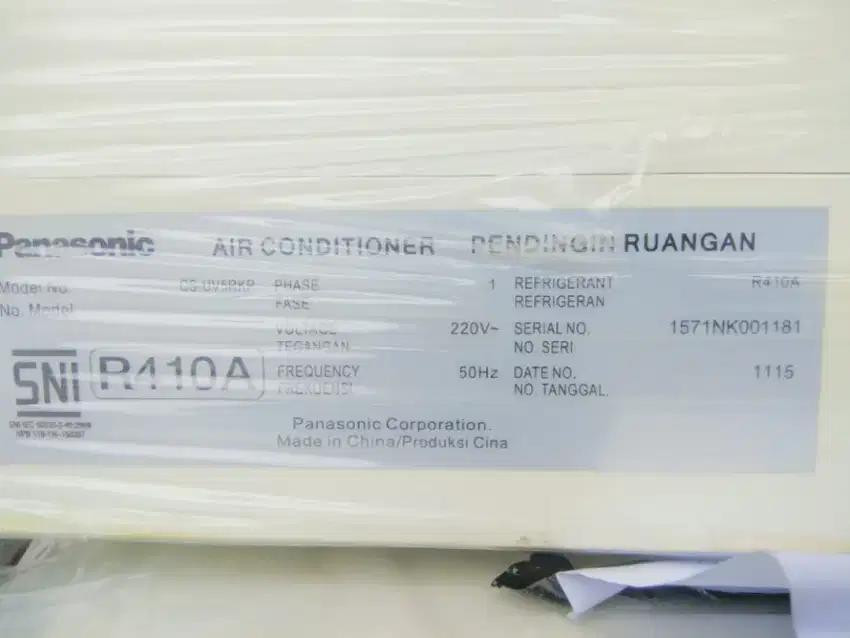 Panasonic AIR CONDITIONER PENDINGIN RUANGAN
Model No. PHASE 1 REFRIGERANT R410A
No. Model FASE REFRIGERAN
VOLTAGE 220V~ SERIAL NO. 1571NK001181
TEGANGAN NO SERI
SNI R410A FREQUENCY 50Hz DATE NO. 1115
FREKUENSI NO. TANGGAL.
Panasonic Corporation.
Made in China/Produksi Cina